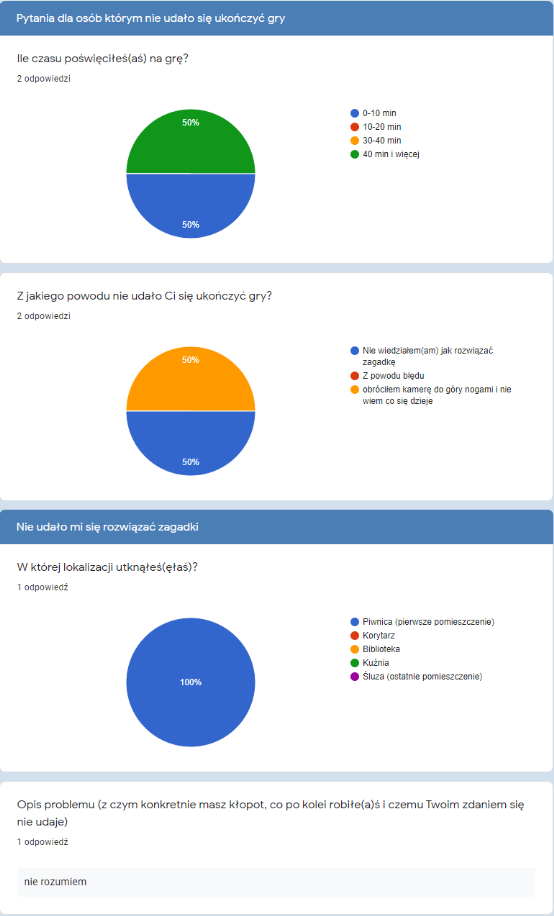 Pytania dla osób którym nie udało się ukończyć gry
Ile czasu poświęciłeś(aś) na grę?
2 odpowiedzi
50%
50%
0-10 min
10-20 min
30-40 min
40 min i więcej
Z jakiego powodu nie udało Ci się ukończyć gry?
2 odpowiedzi
50%
50%
Nie wiedziałem(am) jak rozwiązać
zagadkę
Z powodu błędu
obróciłem kamerę do góry nogami i nie
wiem co się dzieje
Nie udało mi się rozwiązać zagadki
W której lokalizacji utknąłeś(ęłaś)?
1 odpowiedź
100%
Piwnica (pierwsze pomieszczenie)
Korytarz
Biblioteka
Kuźnia
Śluza (ostatnie pomieszczenie)
Opis problemu (z czym konkretnie masz kłopot, co po kolei robiłe(a)ś i czemu Twoim zdaniem się
nie udaje)
1 odpowiedź
nie rozumiem